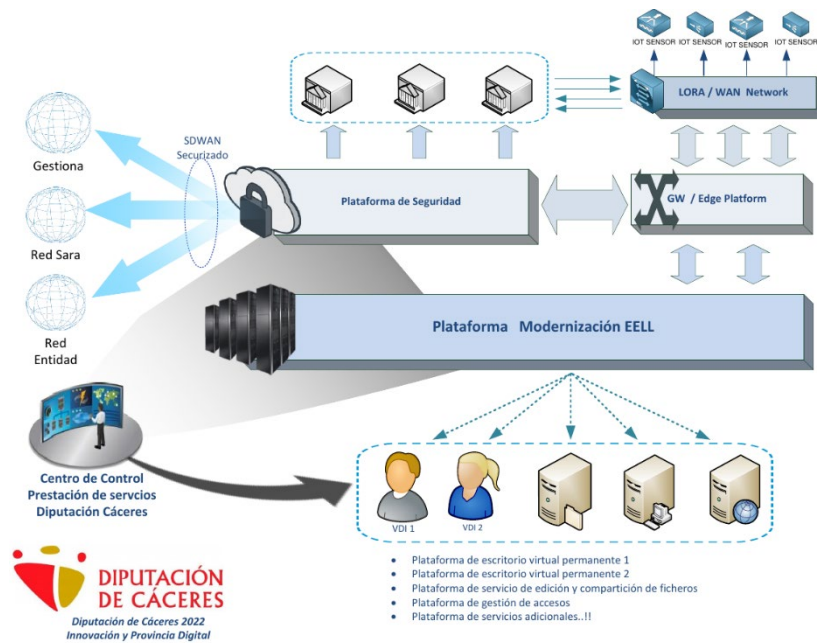 IOT SENSOR
IOT SENSOR
IOT SENSOR
IOT SENSOR
LORA / WAN Network
SDWAN
Securizado
Gestiona
Plataforma de Seguridad
GW / Edge Platform
Red Sara
Red
Entidad
Plataforma Modernización EELL
Centro de Control
Prestación de servcios
Diputación Cáceres
VDI 1
VDI 2
• Plataforma de escritorio virtual permanente 1
• Plataforma de escritorio virtual permanente 2
• Plataforma de servicio de edición y compartición de ficheros
• Plataforma de gestión de accesos
• Plataforma de servicios adicionales..!!
DIPUTACIÓN
DE CÁCERES
Diputación de Cáceres 2022
Innovación y Provincia Digital